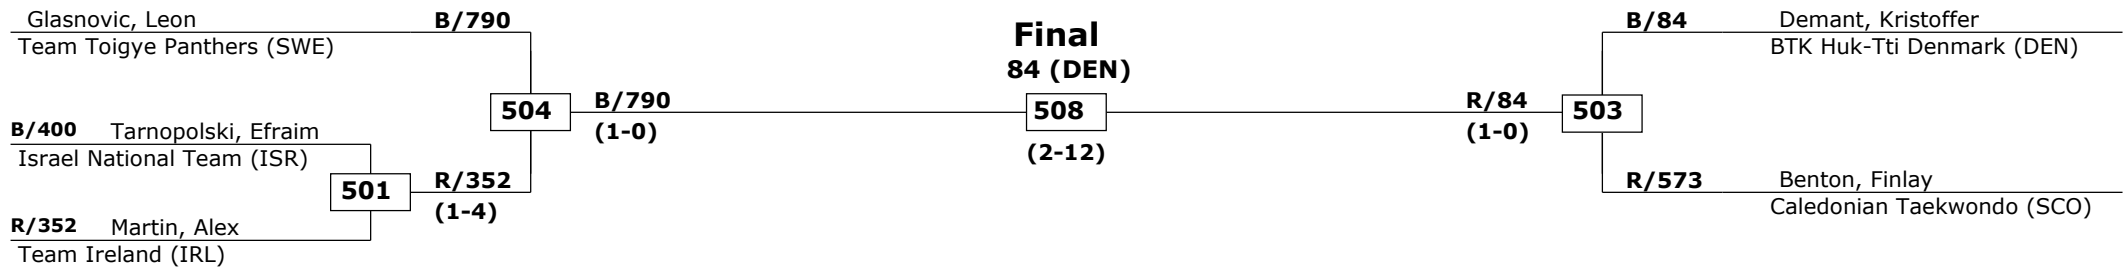 Glasnovic, Leon
B/790
Team Toigye Panthers (SWE)
B/400 Tarnopolski, Efraim
Israel National Team (ISR)
R/352 Martin, Alex
Team Ireland (IRL)
501
R/352
(1-4)
504
B/790
(1-0)
Final
84 (DEN)
508
(2-12)
R/84
(1-0)
503
B/84 Demant, Kristoffer
BTK Huk-Tti Denmark (DEN)
R/573 Benton, Finlay
Caledonian Taekwondo (SCO)